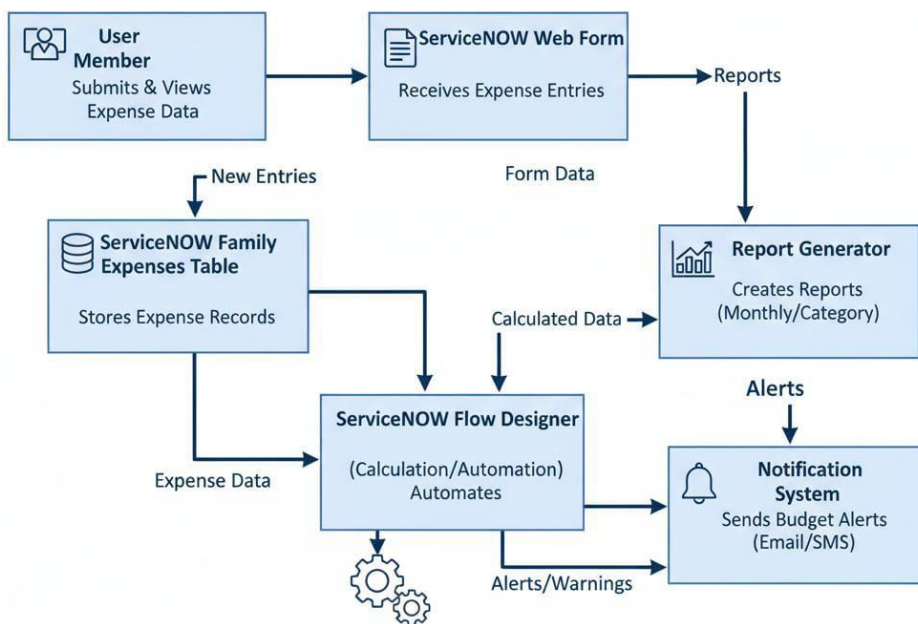 User
Member
Submits & Views
Expense Data
ServiceNOW Web Form
Receives Expense Entries
Reports
Form Data
New Entries
ServiceNOW Family
Expenses Table
Stores Expense Records
Report Generator
Creates Reports
(Monthly/Category)
Calculated Data
Alerts
ServiceNOW Flow Designer
(Calculation/Automation)
Automates
Expense Data
Notification
System
Sends Budget Alerts
(Email/SMS)
Alerts/Warnings